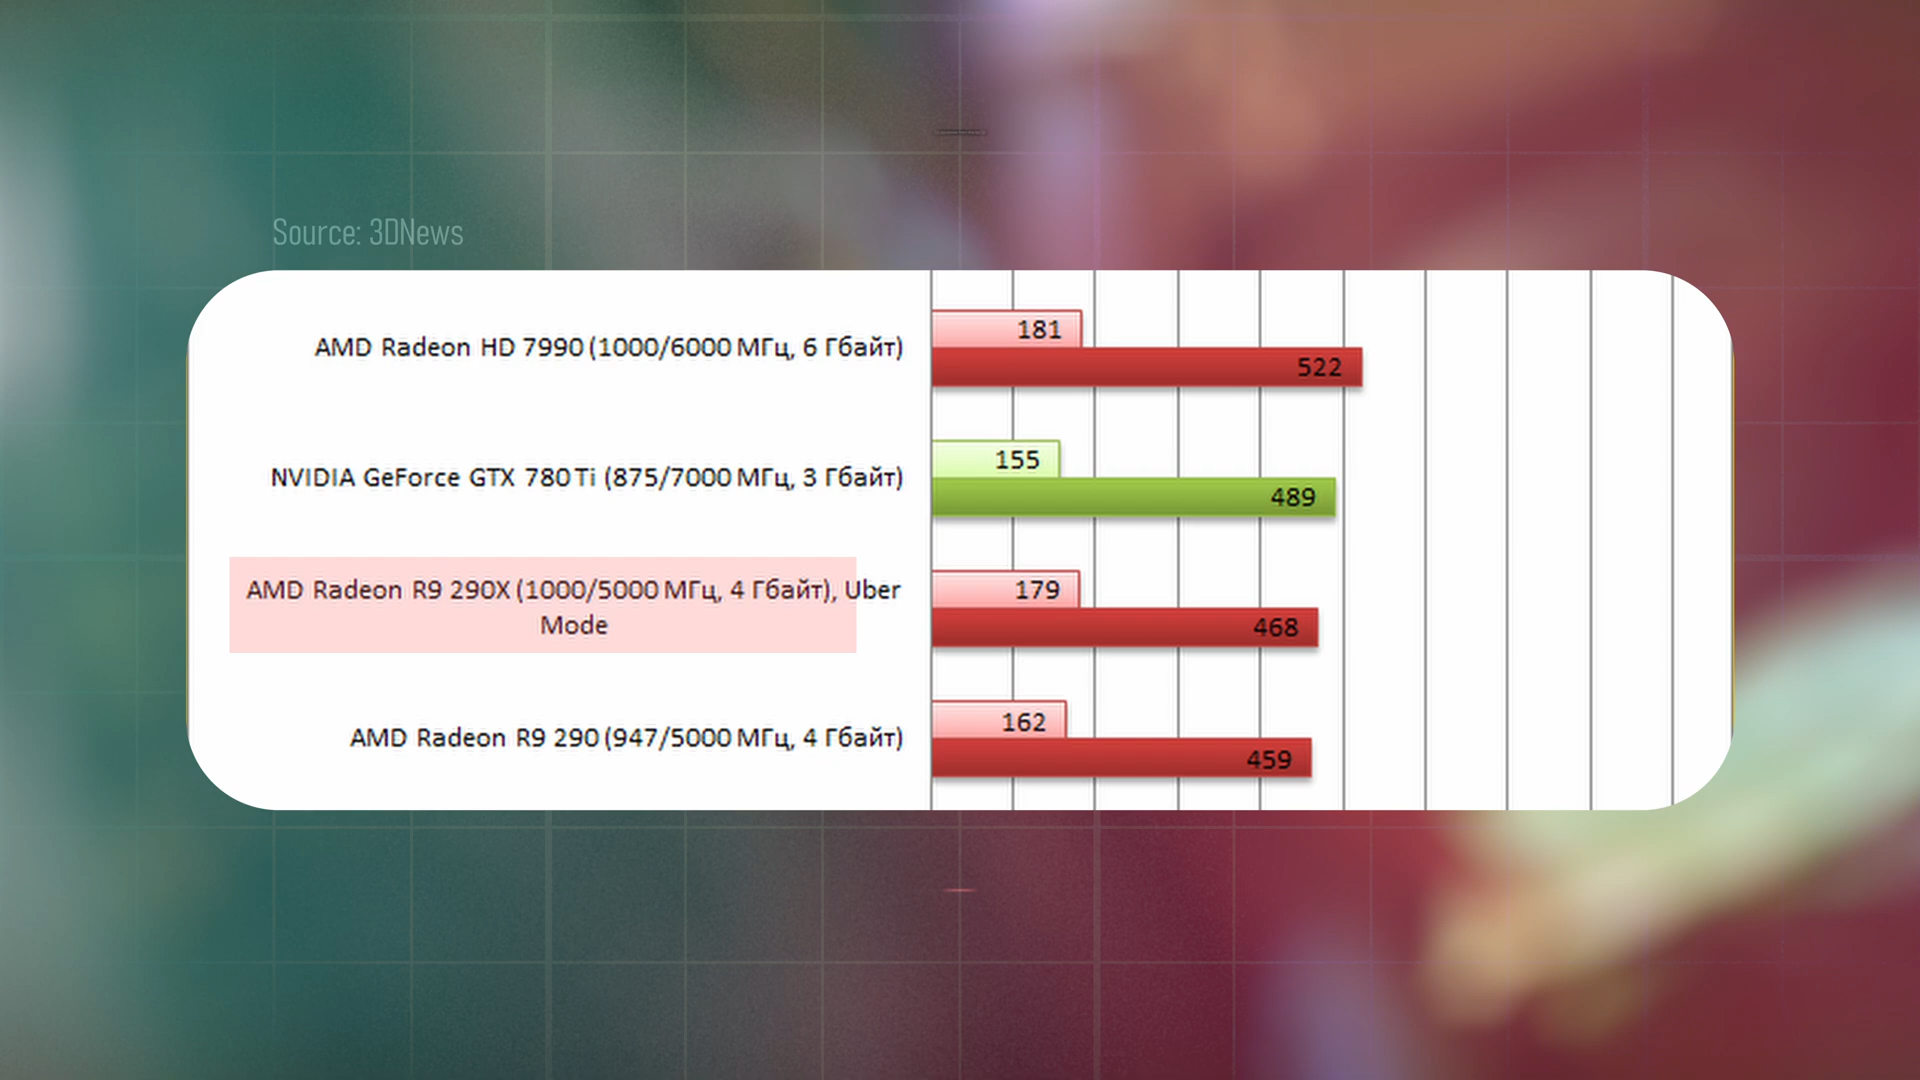 Source: 3DNews
AMD Radeon HD 7990 (1000/6000 МГц, 6 Гбайт)
181
522
NVIDIA GeForce GTX 780 Ti (875/7000 МГц, 3 Гбайт)
155
489
AMD Radeon R9 290X (1000/5000 МГц, 4 Гбайт), Uber
Mode
179
468
AMD Radeon R9 290 (947/5000 МГц, 4 Гбайт)
162
459